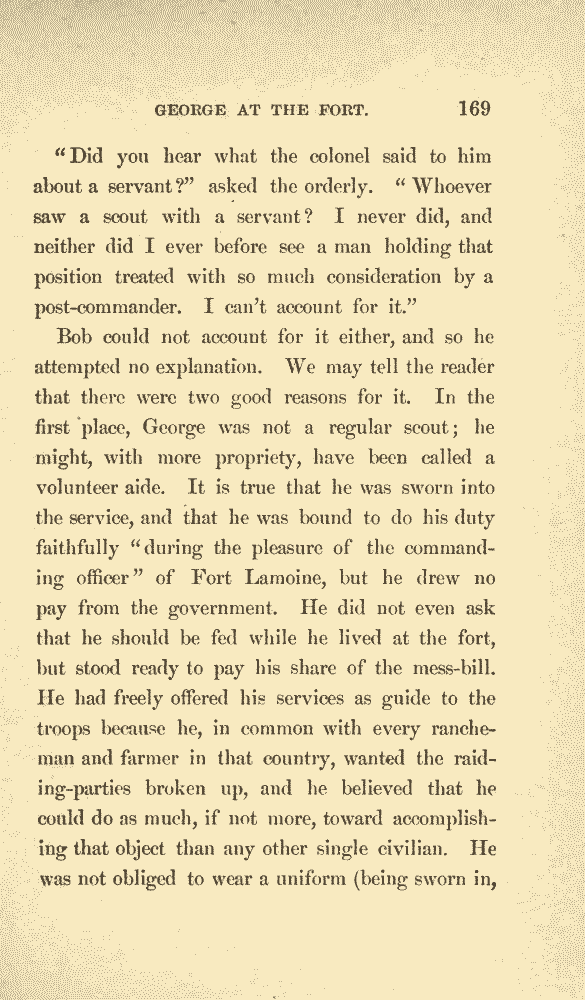 GEORGE AT THE FORT. 169
“Did you hear what the colonel said to him
about a servant?” asked the orderly. “Whoever
saw a scout with a servant? I never did, and
neither did I ever before see a man holding that
position treated with so much consideration by a
post-commander. I can’t account for it.”
Bob could not account for it either, and so he
attempted no explanation. We may tell the reader
that there were two good reasons for it. In the
first place, George was not a regular scout; he
might, with more propriety, have been called a
volunteer aide. It is true that he was sworn into
the service, and that he was bound to do his duty
faithfully “during the pleasure of the command-
ing officer” of Fort Lamoine, but he drew no
pay from the government. He did not even ask
that he should be fed while he lived at the fort,
but stood ready to pay his share of the mess-bill.
He had freely offered his services as guide to the
troops because he, in common with every ranche-
man and farmer in that country, wanted the raid-
ing-parties broken up, and he believed that he
could do as much, if not more, toward accomplish-
ing that object than any other single civilian. He
was not obliged to wear a uniform (being sworn in,